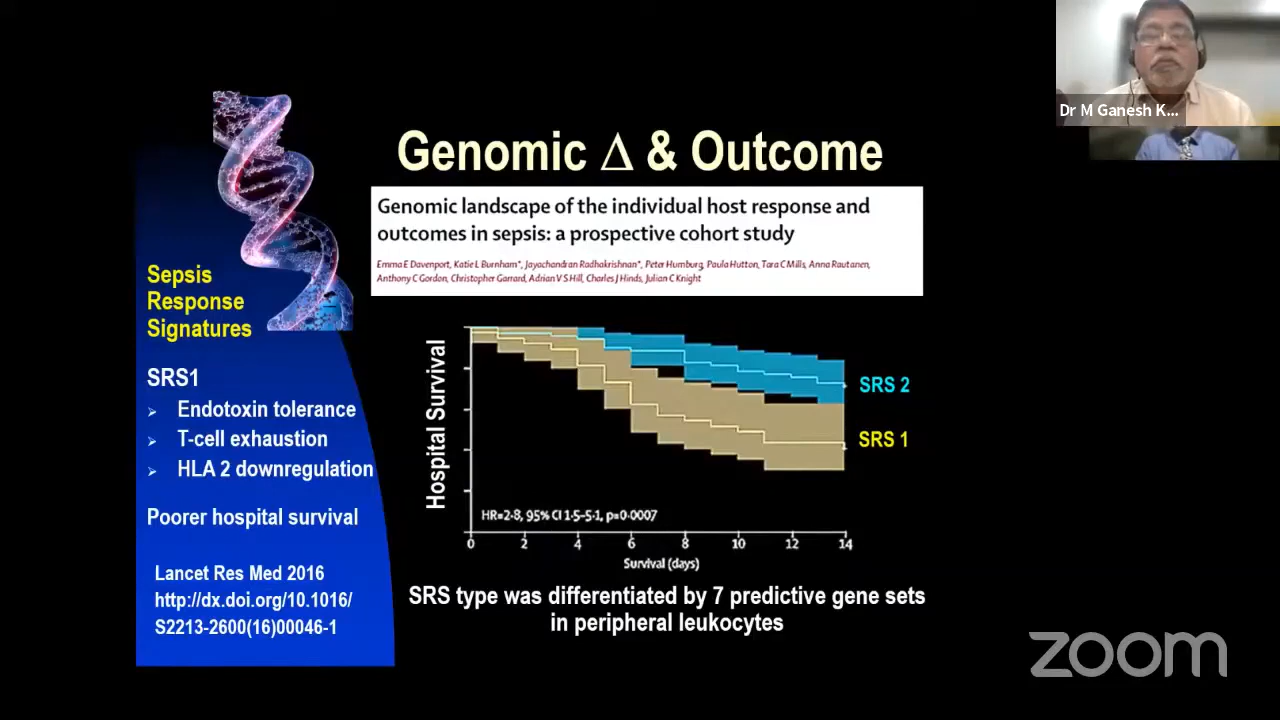 Dr M Ganesh K...
Genomic Δ & Outcome
Genomic landscape of the individual host response and
outcomes in sepsis: a prospective cohort study
Emma E Davenport, Katie L Burnham*, Jayachandran Radhakrishnan*, Peter Humburg, Paula Hutton, Tara C Mills, Anna Rautanen,
Anthony C Gordon, Christopher Garrard, Adrian V S Hill, Charles J Hinds, Julian C Knight
Sepsis
Response
Signatures
SRS1
Endotoxin tolerance
T-cell exhaustion
HLA 2 downregulation
Poorer hospital survival
Lancet Res Med 2016
http://dx.doi.org/10.1016/
S2213-2600(16)00046-1
Hospital Survival
SRS 2
SRS 1
HR=2·8, 95% CI 1·5–5·1, p=0·0007
0 2 4 6 8 10 12 14
Survival (days)
SRS type was differentiated by 7 predictive gene sets
in peripheral leukocytes
zoom